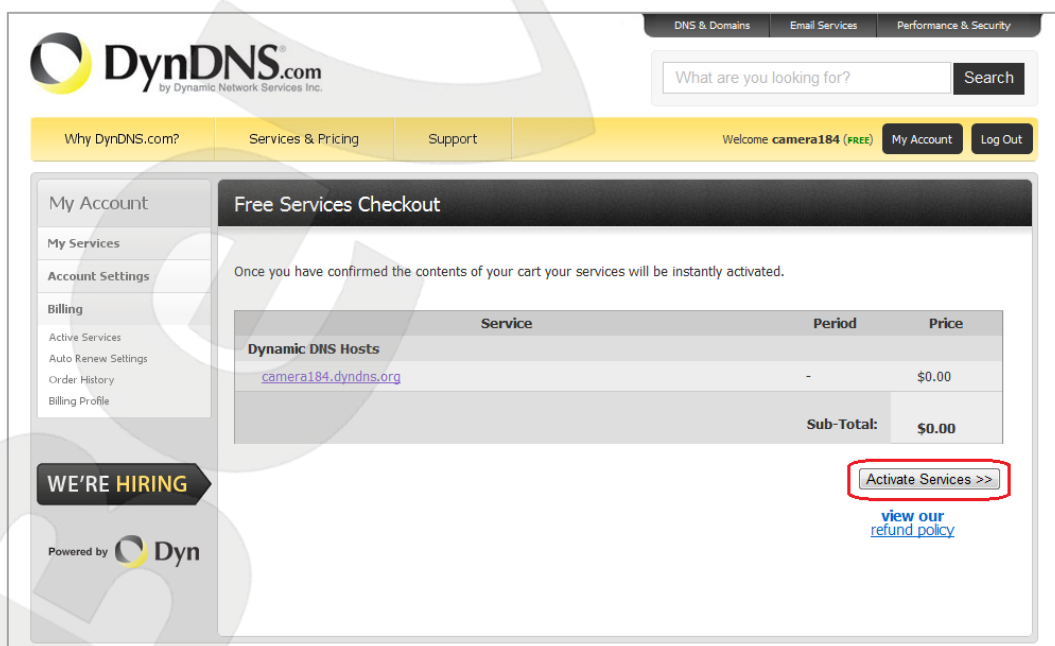 DNS & Domains Email Services Performance & Security
DynDNS.com
by Dynamic Network Services Inc.
What are you looking for? Search
Why DynDNS.com? Services & Pricing Support Welcome camera184 (FREE) My Account Log Out
My Account
Free Services Checkout
My Services
Account Settings
Billing
Active Services
Auto Renew Settings
Order History
Billing Profile
Once you have confirmed the contents of your cart your services will be instantly activated.
Service Period Price
Dynamic DNS Hosts
camera184.dyndns.org - $0.00
Sub-Total: $0.00
Activate Services >>
view our
refund policy
WE'RE HIRING
Powered by Dyn